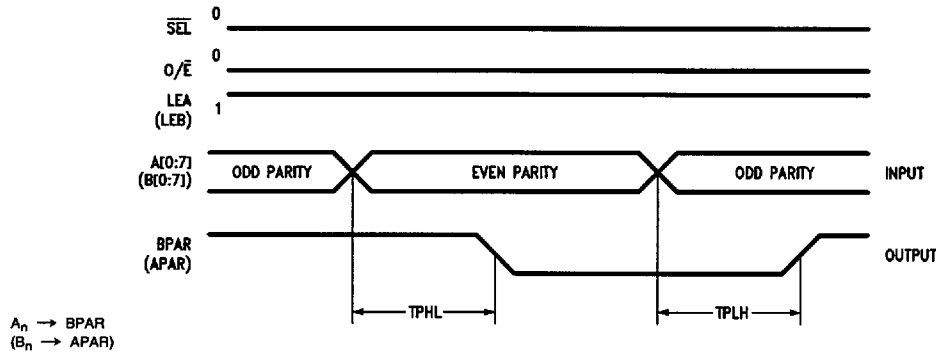 SEL 0
O/E 0
LEA
(LEB) 1
A[0:7]
(B[0:7]) ODD PARITY EVEN PARITY ODD PARITY INPUT
BPAR
(APAR) OUTPUT
TPHL TPLH
An → BPAR
(Bn → APAR)